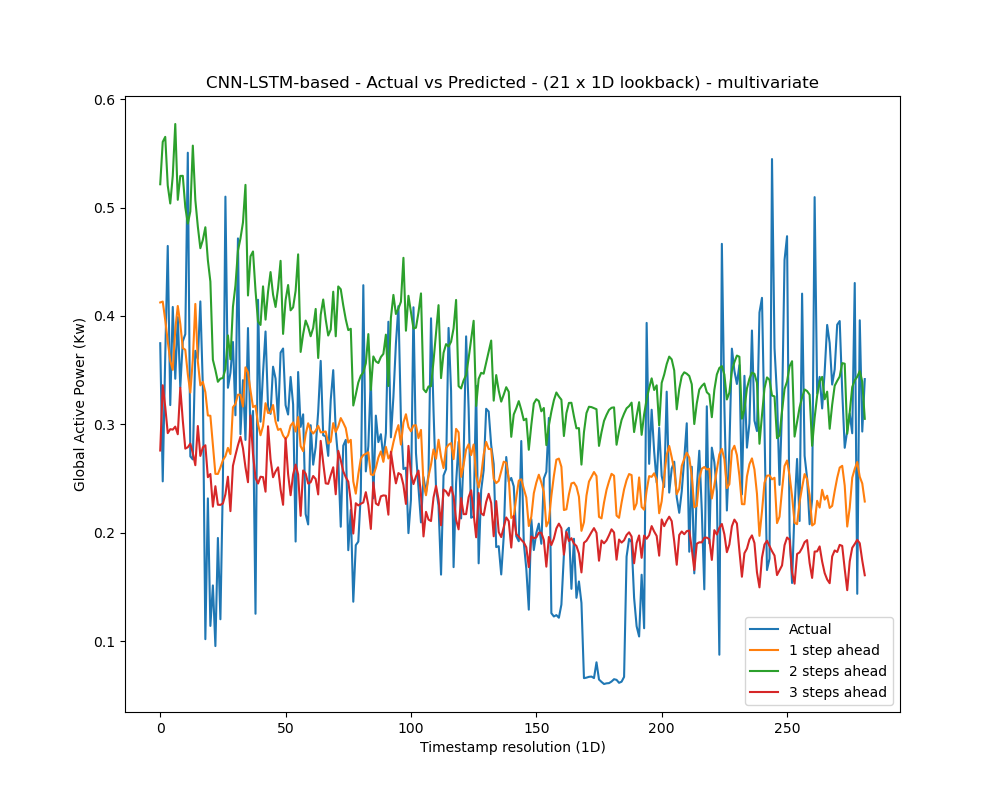 CNN-LSTM-based - Actual vs Predicted - (21 x 1D lookback) - multivariate
Global Active Power (Kw)
0.6
0.5
0.4
0.3
0.2
0.1
0 50 100 150 200 250
Timestamp resolution (1D)
Actual
1 step ahead
2 steps ahead
3 steps ahead